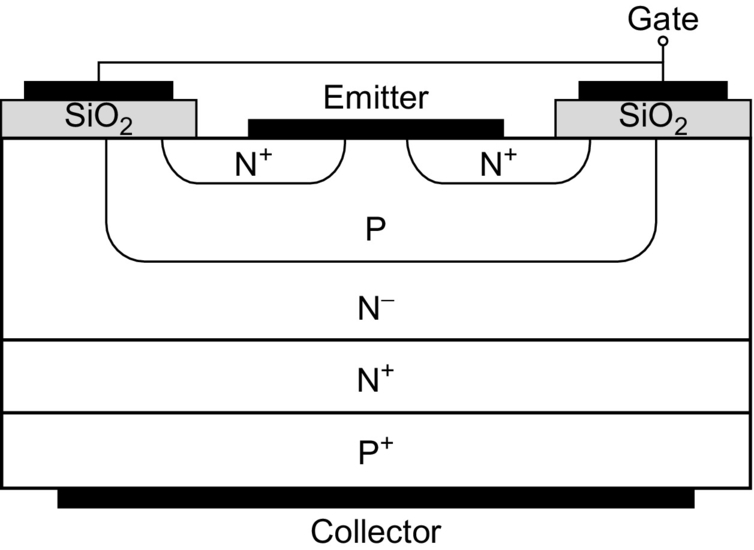 Gate
Emitter
SiO₂ SiO₂
N⁺ N⁺
P
N⁻
N⁺
P⁺
Collector